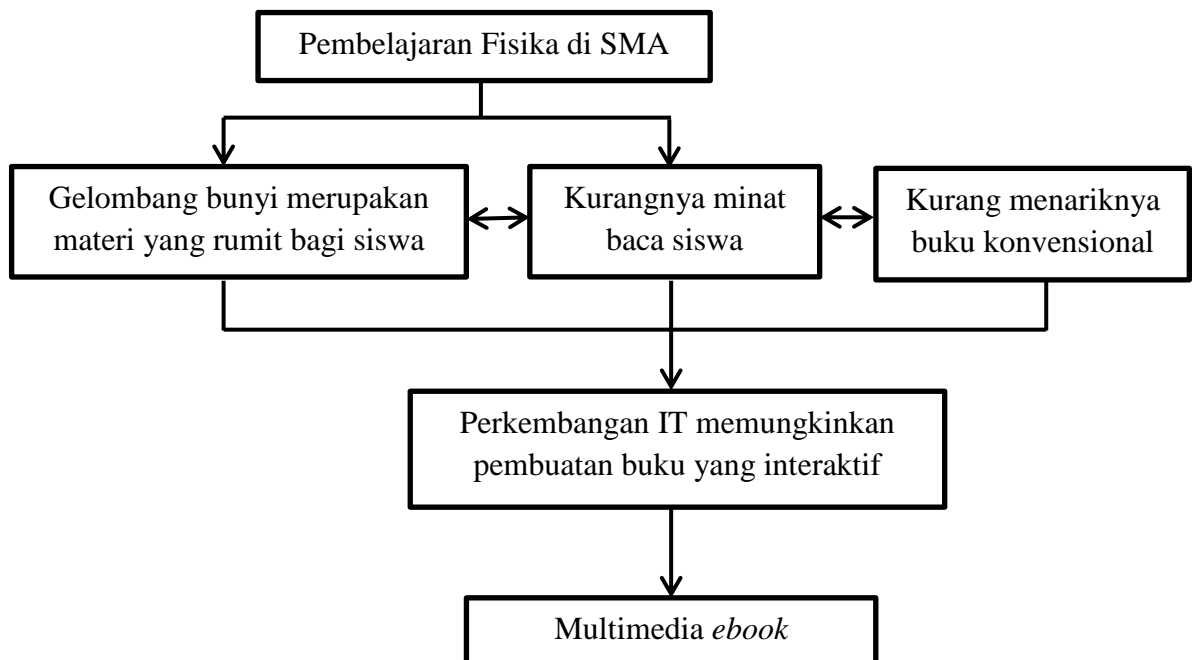 Pembelajaran Fisika di SMA
Gelombang bunyi merupakan
materi yang rumit bagi siswa
Kurangnya minat
baca siswa
Kurang menariknya
buku konvensional
Perkembangan IT memungkinkan
pembuatan buku yang interaktif
Multimedia ebook